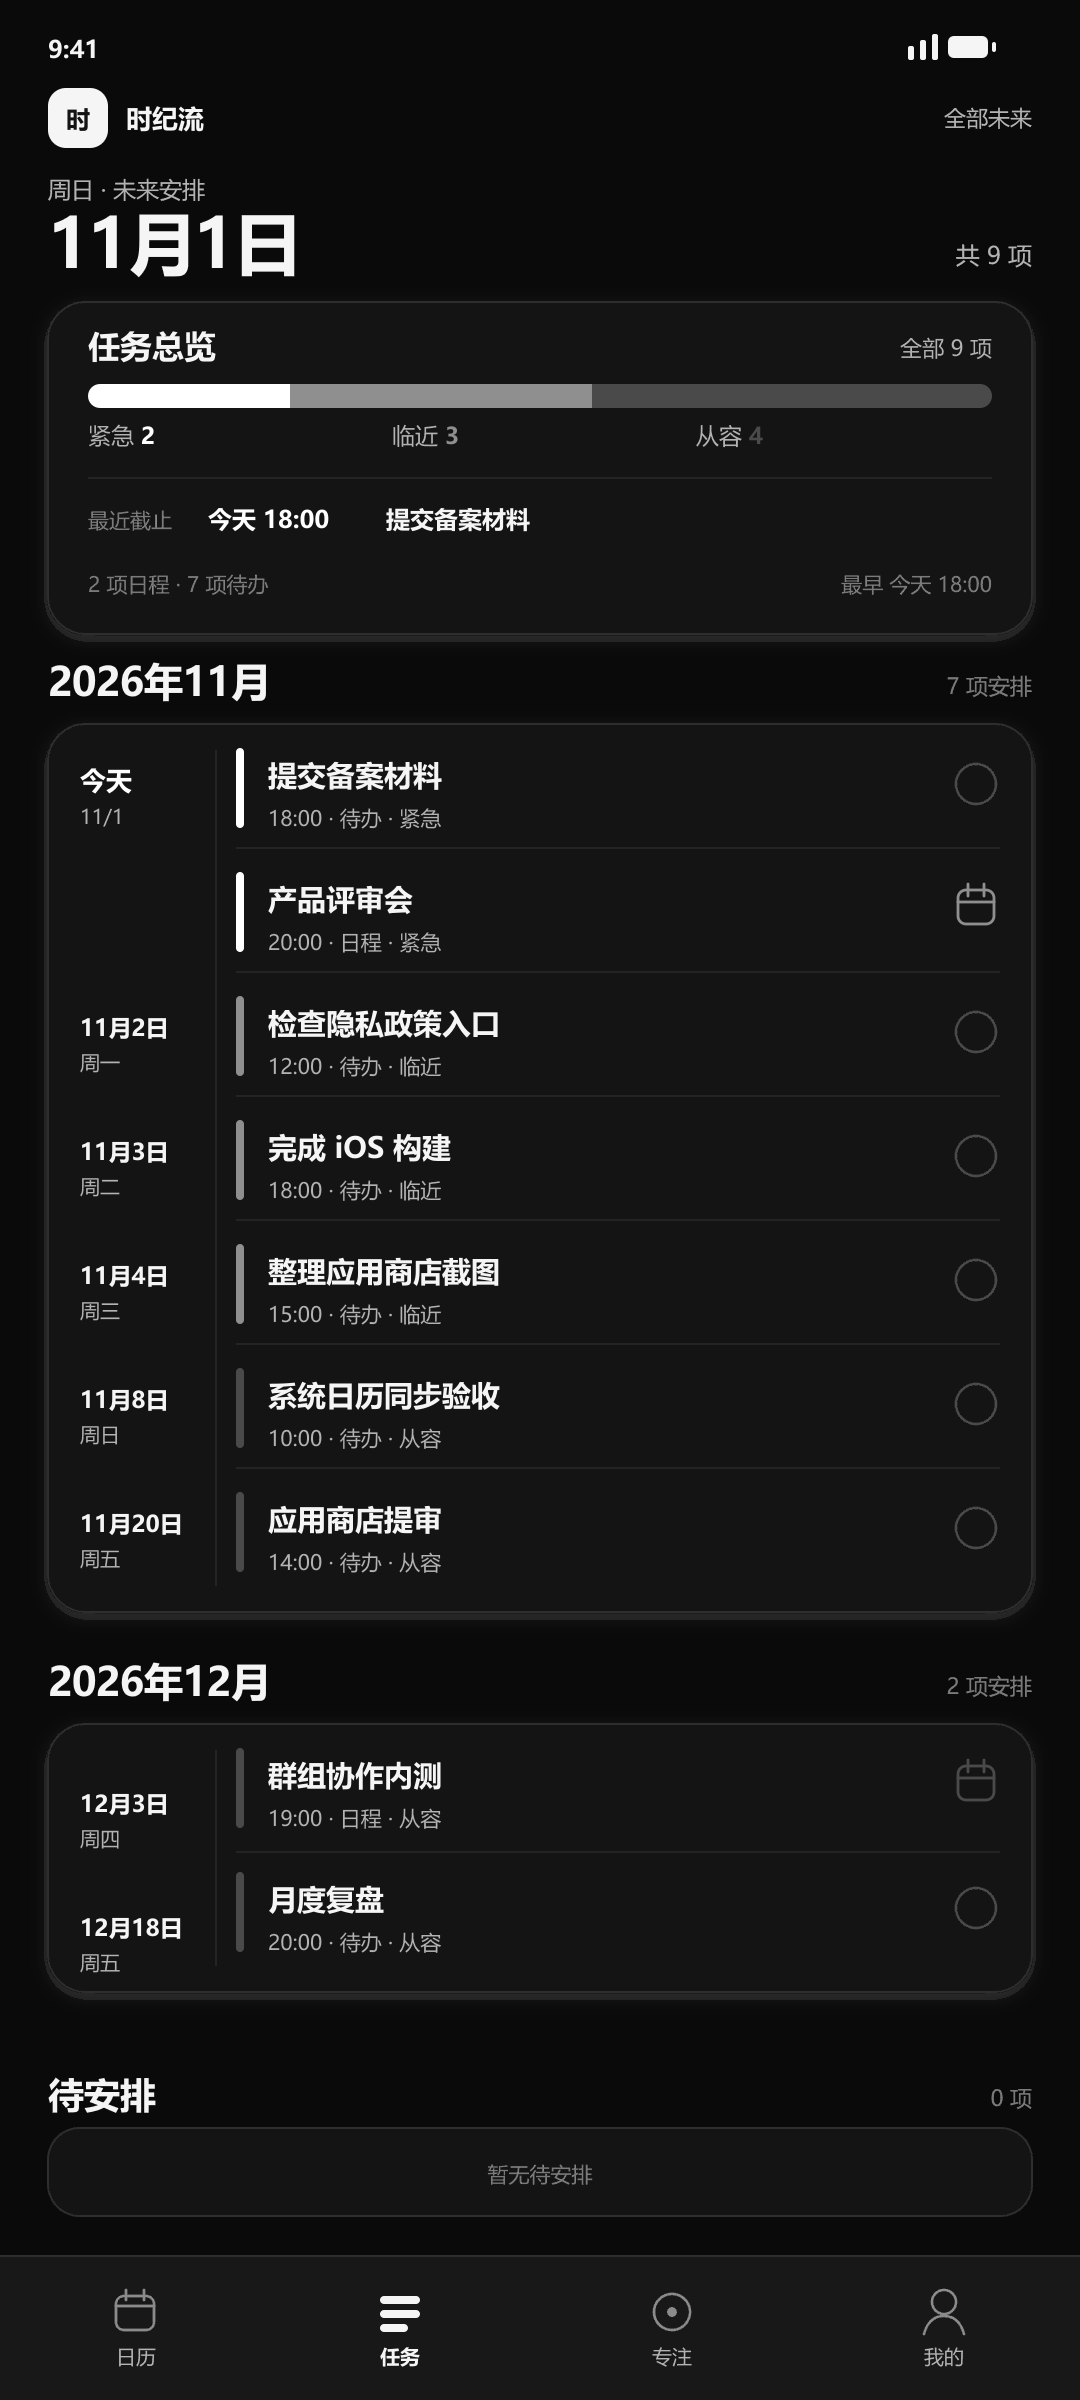 9:41
时 时纪流 全部未来
周日 · 未来安排
11月1日 共 9 项
任务总览 全部 9 项
紧急 2 临近 3 从容 4
最近截止 今天 18:00 提交备案材料
2 项日程 · 7 项待办 最早 今天 18:00
2026年11月 7 项安排
今天 提交备案材料
11/1 18:00 · 待办 · 紧急
产品评审会
20:00 · 日程 · 紧急
11月2日 检查隐私政策入口
周一 12:00 · 待办 · 临近
11月3日 完成 iOS 构建
周二 18:00 · 待办 · 临近
11月4日 整理应用商店截图
周三 15:00 · 待办 · 临近
11月8日 系统日历同步验收
周日 10:00 · 待办 · 从容
11月20日 应用商店提审
周五 14:00 · 待办 · 从容
2026年12月 2 项安排
群组协作内测
12月3日 19:00 · 日程 · 从容
周四
月度复盘
12月18日 20:00 · 待办 · 从容
周五
待安排 0 项
暂无待安排
日历 任务 专注 我的